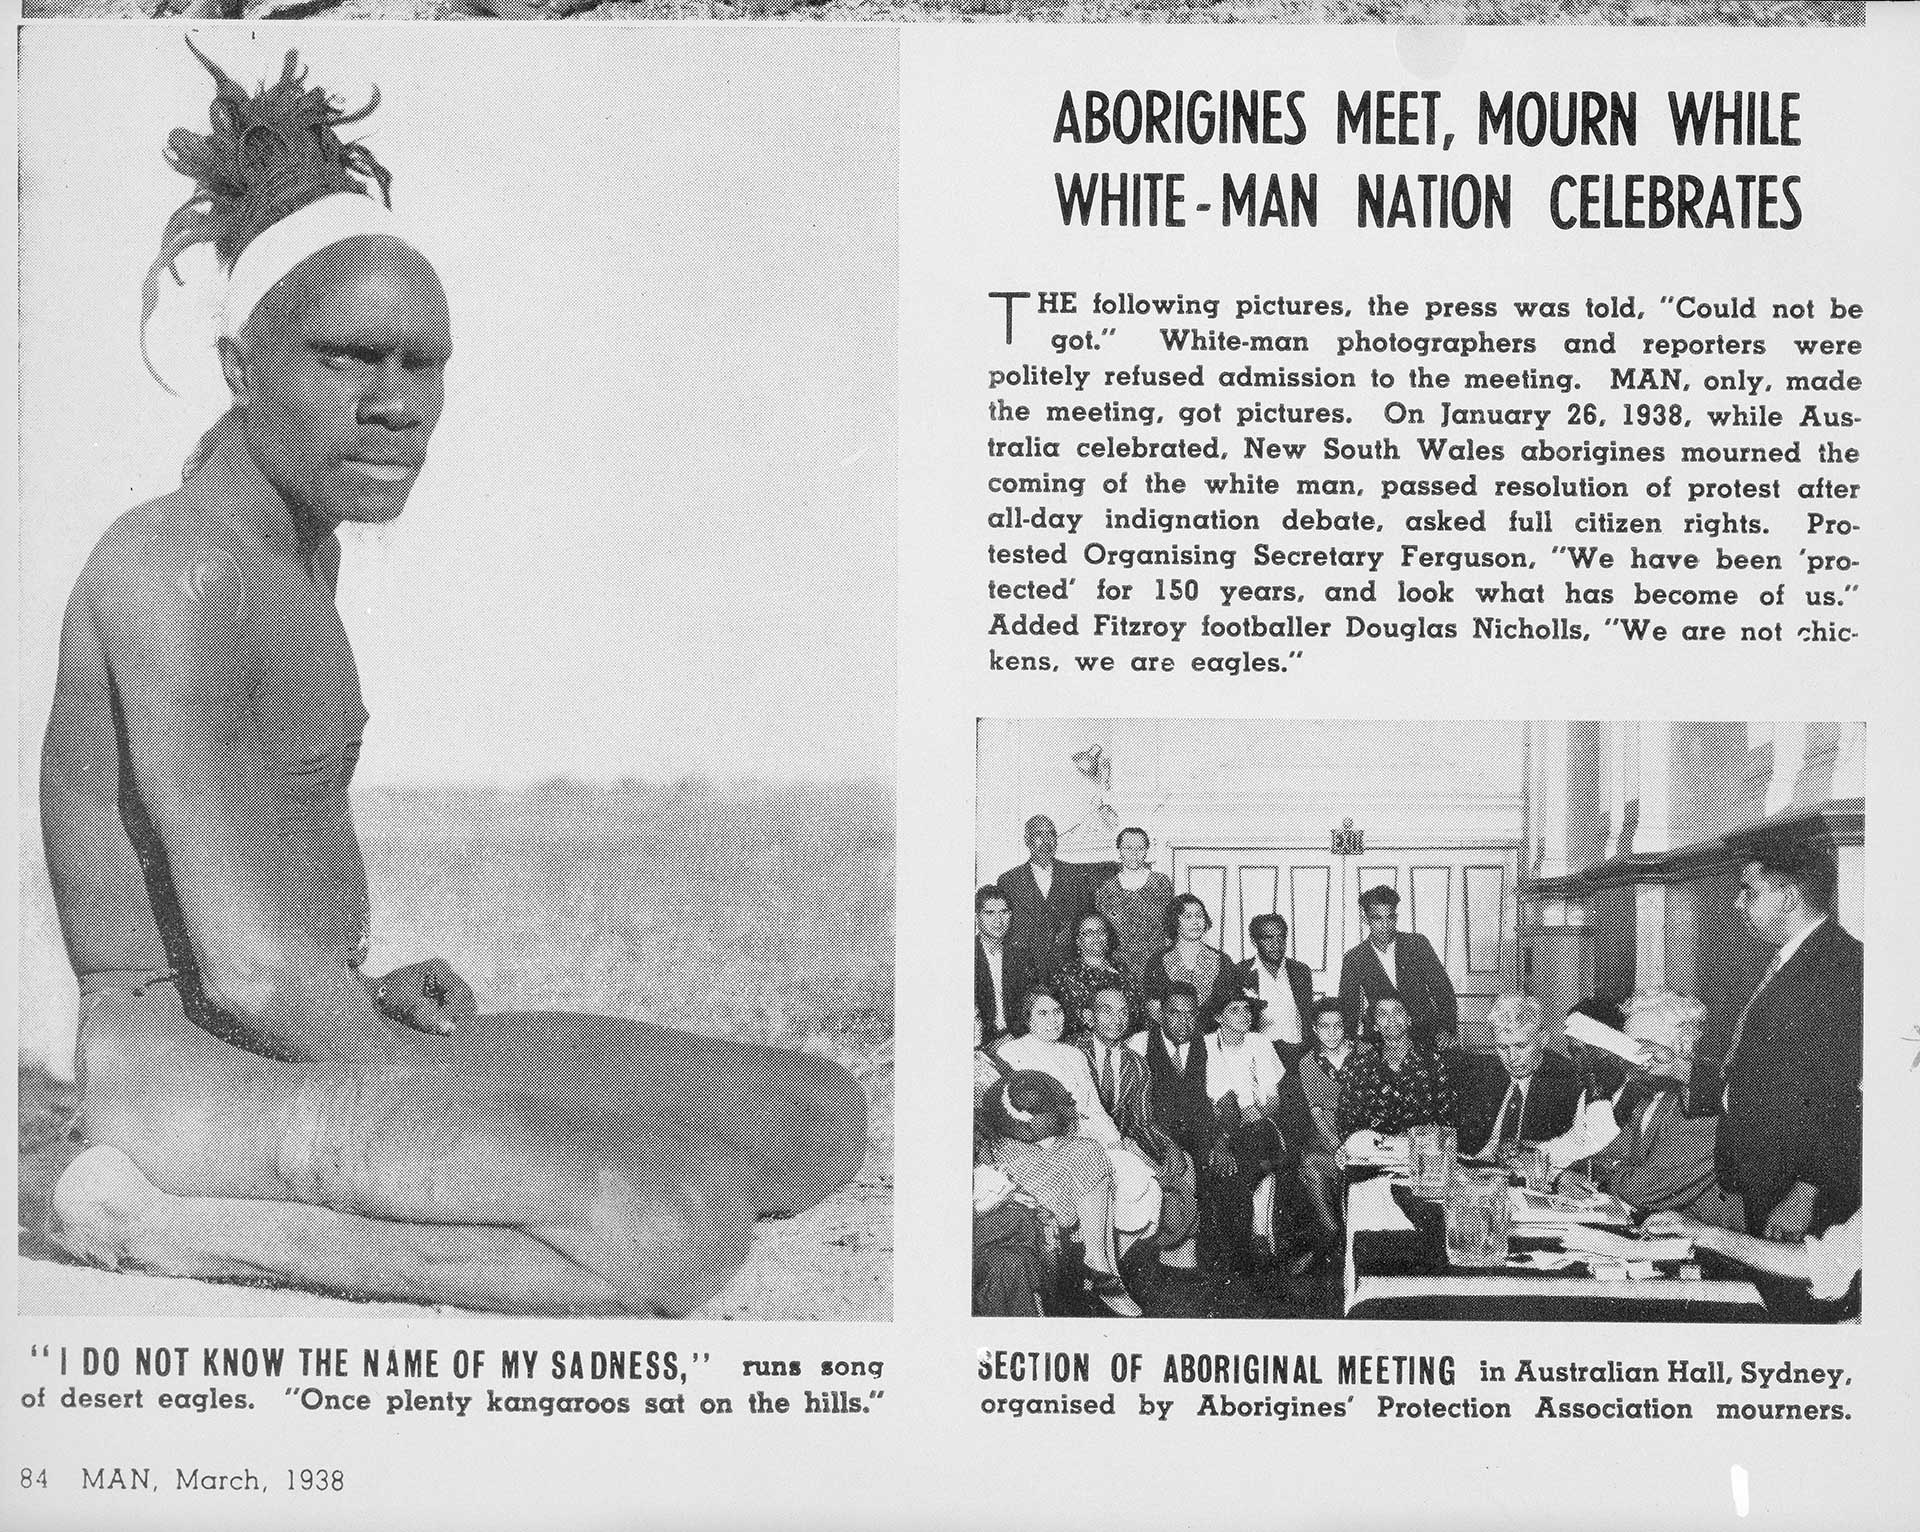 ABORIGINES MEET, MOURN WHILE
WHITE-MAN NATION CELEBRATES
THE following pictures, the press was told, "Could not be
got." White-man photographers and reporters were
politely refused admission to the meeting. MAN, only, made
the meeting, got pictures. On January 26, 1938, while Aus-
tralia celebrated, New South Wales aborigines mourned the
coming of the white man, passed resolution of protest after
all-day indignation debate, asked full citizen rights. Pro-
tested Organising Secretary Ferguson, "We have been 'pro-
tected' for 150 years, and look what has become of us."
Added Fitzroy footballer Douglas Nicholls, "We are not chic-
kens, we are eagles."
EXIT
"I DO NOT KNOW THE NAME OF MY SADNESS," runs song
of desert eagles. "Once plenty kangaroos sat on the hills."
SECTION OF ABORIGINAL MEETING in Australian Hall, Sydney,
organised by Aborigines' Protection Association mourners.
84 MAN, March, 1938